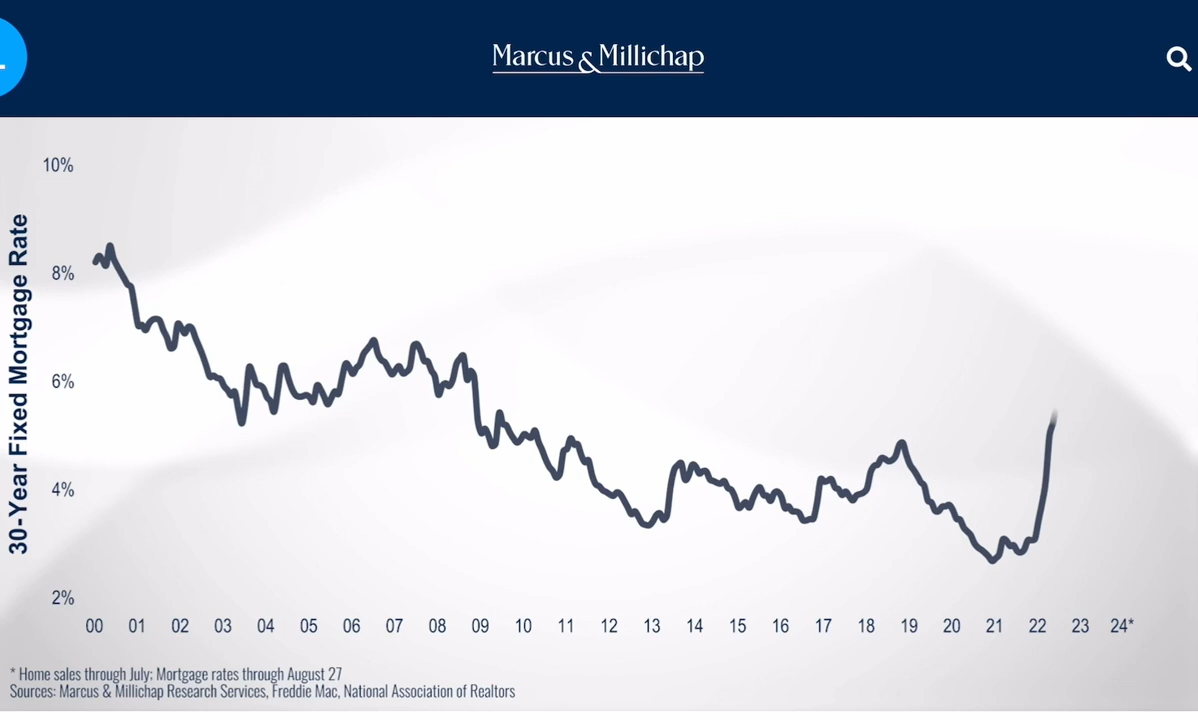 Marcus & Millichap
30-Year Fixed Mortgage Rate
10%
8%
6%
4%
2%
00 01 02 03 04 05 06 07 08 09 10 11 12 13 14 15 16 17 18 19 20 21 22 23 24*
* Home sales through July; Mortgage rates through August 27
Sources: Marcus & Millichap Research Services, Freddie Mac, National Association of Realtors